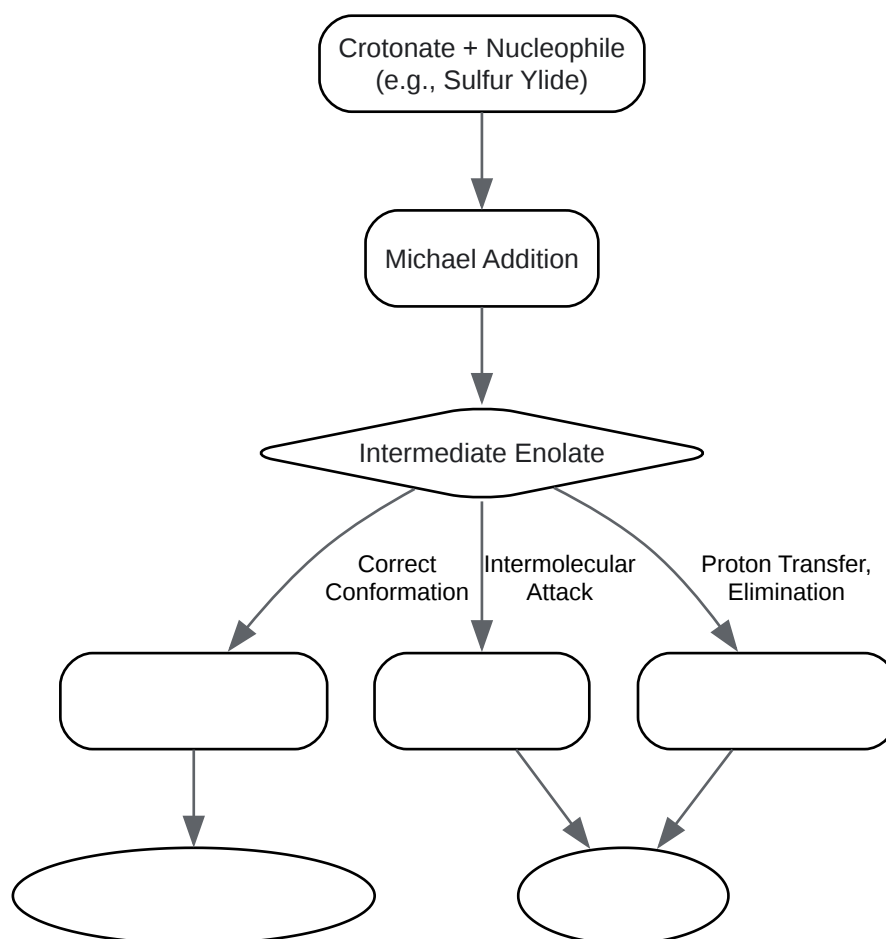 Crotonate + Nucleophile
(e.g., Sulfur Ylide)
Michael Addition
Intermediate Enolate
Correct
Conformation
Intermolecular
Attack
Proton Transfer,
Elimination